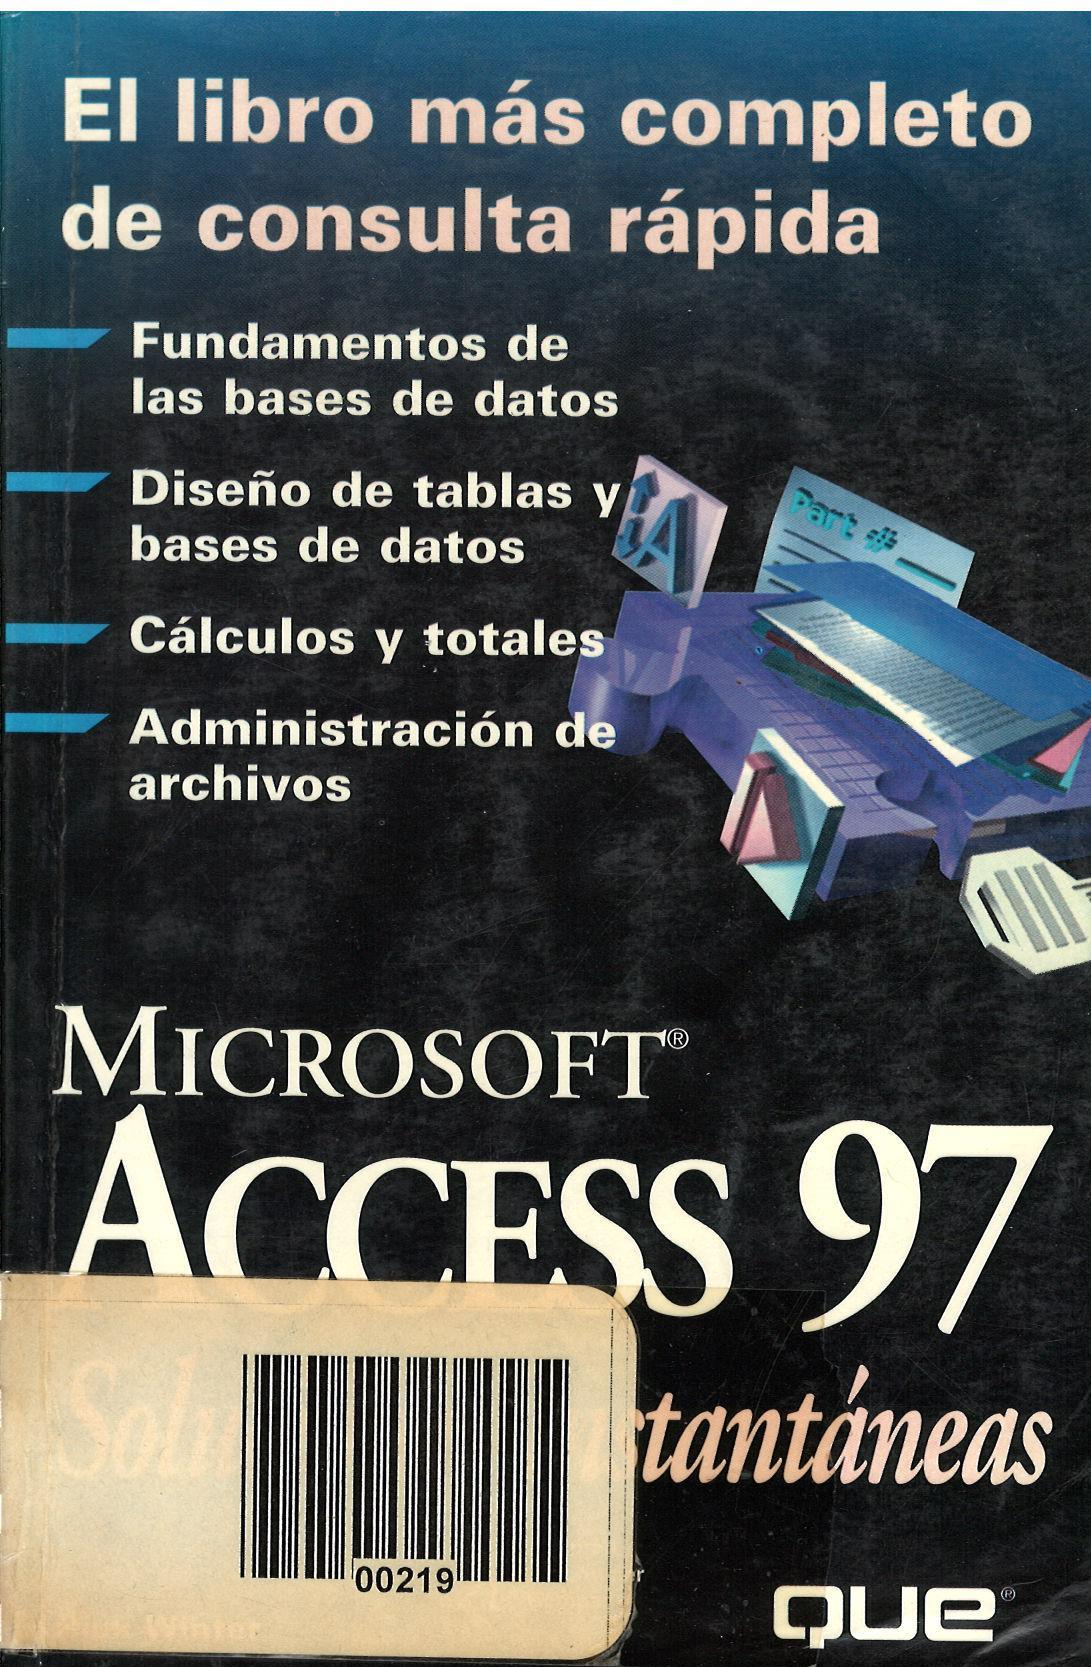 El libro más completo
de consulta rápida
Fundamentos de
las bases de datos
Diseño de tablas y
bases de datos
Cálculos y totales
Administración de
archivos
Part #
A
MICROSOFT®
ACCESS 97
00219
QUE®